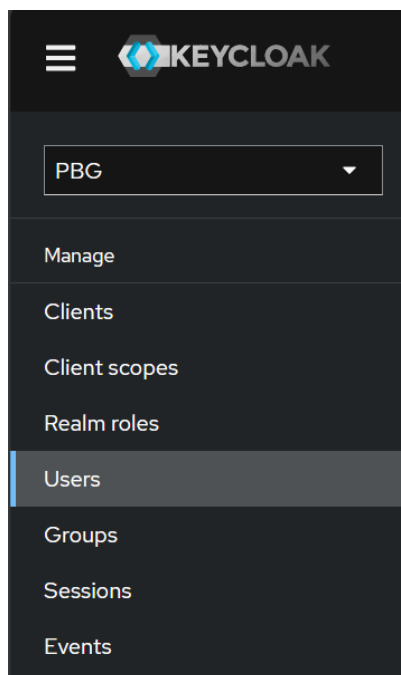 KEYCLOAK
PBG
Manage
Clients
Client scopes
Realm roles
Users
Groups
Sessions
Events